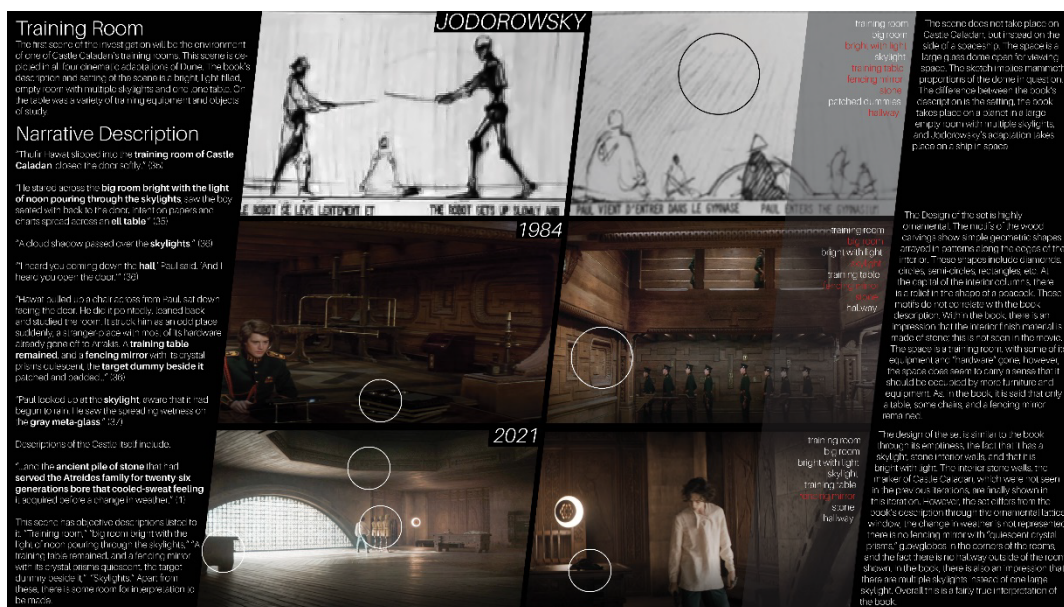 Training Room
The first scene of the investigation will be the environment
of one of Castle Caladan's training rooms. This scene is de-
picted in all four cinematic adaptations of Dune. The book's
description and setting of the scene is a bright, light filled,
empty room with multiple skylights and one lone table. On
the table was a variety of training equipment and objects
of study.
Narrative Description
"Thufir Hawat slipped into the training room of Castle
Caladan, closed the door softly." (35)
"He stared across the big room bright with the light
of noon pouring through the skylights, saw the boy
seated with back to the door, intent on papers and
charts spread across an ell table." (35)
"A cloud shadow passed over the skylights." (36)
"'I heard you coming down the hall,' Paul said. 'And I
heard you open the door.'" (36)
"Hawat pulled up a chair across from Paul, sat down
facing the door. He did it pointedly, leaned back
and studied the room. It struck him as an odd place
suddenly, a stranger-place with most of its hardware
already gone off to Arrakis. A training table
remained, and a fencing mirror with its crystal
prisms quiescent, the target dummy beside it
patched and padded..." (36)
"Paul looked up at the skylight, aware that it had
begun to rain. He saw the spreading wetness on
the gray meta-glass." (37)
Descriptions of the Castle itself include:
"...and the ancient pile of stone that had
served the Atreides family for twenty-six
generations bore that cooled-sweat feeling
it acquired before a change in weather." (1)
This scene has objective descriptions listed to
it. "Training room," "big room bright with the
light of noon pouring through the skylights," "A
training table remained, and a fencing mirror
with its crystal prisms quiescent, the target
dummy beside it," "Skylights." Apart from
these, there is some room for interpretation to
be made.
JODOROWSKY
E ROBOT SE LÈVE LENTEMENT ET
THE ROBOT GETS UP SLOWLY AND
PAUL VIENT D'ENTRER DANS LE GYMNASE
PAUL ENTERS THE GYMNASIUM
training room
big room
bright with light
skylight
training table
fencing mirror
stone
patched dummies
hallway
The scene does not take place on
Castle Caladan, but instead on the
side of a spaceship. The space is a
large glass dome open for viewing
space. The sketch implies mammoth
proportions of the dome in question.
The difference between the book's
description is the setting, the book
takes place on a planet in a large
empty room with multiple skylights,
and Jodorowsky's adaptation takes
place on a ship in space.
1984
training room
big room
bright with light
skylight
training table
fencing mirror
stone
hallway
The Design of the set is highly
ornamental. The motifs of the wood
carvings show simple geometric shapes
arrayed in patterns along the edges of the
interior. These shapes include diamonds,
circles, semi-circles, rectangles, etc. At
the capital of the interior columns, there
is a relief in the shape of a peacock. These
motifs do not correlate with the book
description. Within the book, there is an
impression that the interior finish material is
made of stone; this is not seen in the movie.
The space is a training room, with some of its
equipment and "hardware" gone, however,
the space does seem to carry a sense that it
should be occupied by more furniture and
equipment. As, in the book, it is said that only
a table, some chairs, and a fencing mirror
remained.
2021
training room
big room
bright with light
skylight
training table
fencing mirror
stone
hallway
The design of the set is similar to the book
through its emptiness, the fact that it has a
skylight, stone interior walls, and that it is
bright with light. The interior stone walls, the
marker of Castle Caladan, which were not seen
in the previous iterations, are finally shown in
this iteration. However, the set differs from the
book's description through the ornamental lattice
window, the change in weather is not represented,
there is no fencing mirror with "quiescent crystal
prisms," glowglobes in the corners of the rooms,
and the fact there is no hallway outside of the room
shown. In the book, there is also an impression that
there are multiple skylights instead of one large
skylight. Overall this is a fairly true interpretation of
the book.